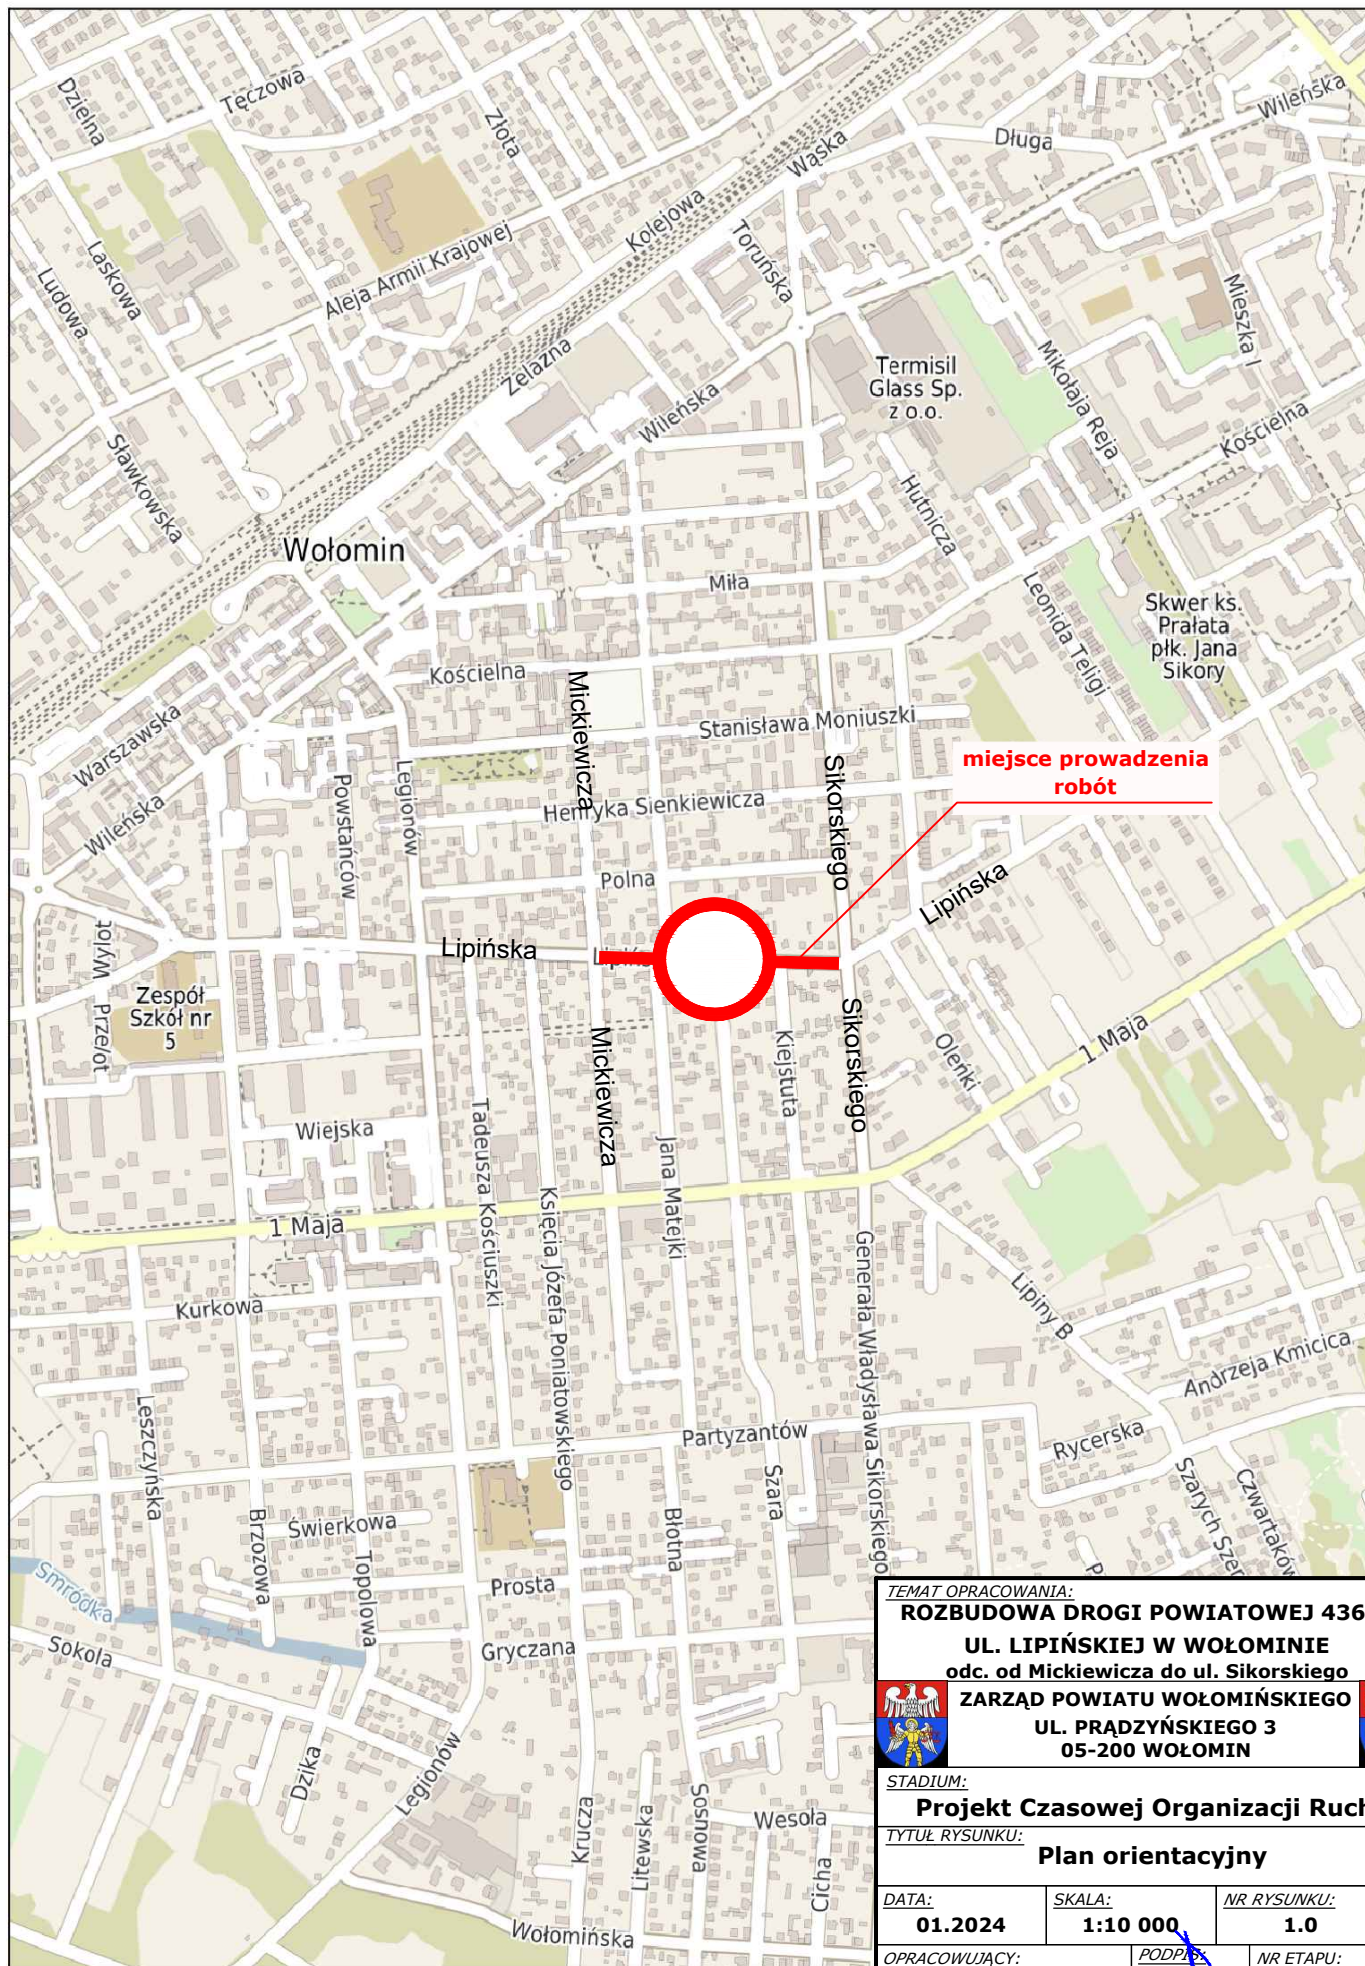 Dzielna
Tęczowa
Złota
Wąska
Długa
Wileńska
Laskowa
Ludowa
Aleja Armii Krajowej
Kolejowa
Toruńska
Mieszka I
Żelazna
Wileńska
Termisil
Glass Sp.
z o.o.
Mikołaja Reja
Kościelna
Sławkowska
Hutnicza
Wołomin
Miła
Leonida Teligi
Skwer ks.
Prałata
płk. Jana
Sikory
Kościelna
Mickiewicza
Stanisława Moniuszki
Warszawska
Wileńska
Powstańców
Legionów
Henryka Sienkiewicza
Sikorskiego
miejsce prowadzenia
robót
Polna
Lipińska
Przelot
Wylot
Lipińska
Lipińs
Zespół
Szkół nr
5
Mickiewicza
Kiejstuta
Sikorskiego
Oleńki
1 Maja
Wiejska
Tadeusza Kościuszki
Księcia Józefa Poniatowskiego
Jana Matejki
1 Maja
Generała Władysława Sikorskiego
Kurkowa
Lipiny B
Andrzeja Kmicica
Leszczyńska
Partyzantów
Rycerska
Szara
Szarych Szer
Czwartaków
Brzozowa
Świerkowa
Topolowa
Błotna
Smródka
Prosta
P
Sokola
Gryczana
Dzika
Legionów
Krucza
Litewska
Sosnowa
Wesoła
Cicha
Wołomińska
TEMAT OPRACOWANIA:
ROZBUDOWA DROGI POWIATOWEJ 436
UL. LIPIŃSKIEJ W WOŁOMINIE
odc. od Mickiewicza do ul. Sikorskiego
ZARZĄD POWIATU WOŁOMIŃSKIEGO
UL. PRĄDZYŃSKIEGO 3
05-200 WOŁOMIN
STADIUM:
Projekt Czasowej Organizacji Ruch
TYTUŁ RYSUNKU:
Plan orientacyjny
DATA:
01.2024
SKALA:
1:10 000
NR RYSUNKU:
1.0
OPRACOWUJĄCY:
PODPIS:
NR ETAPU: